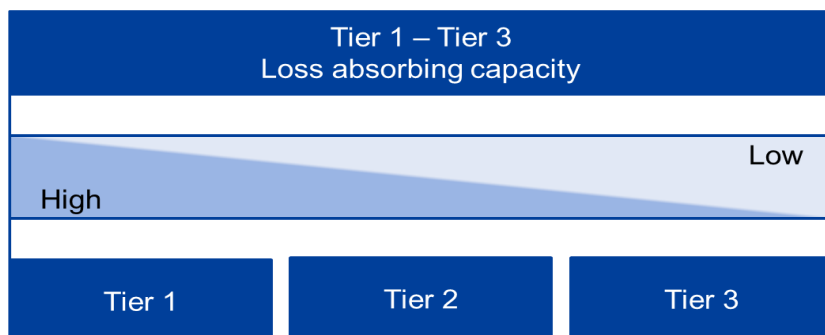 Tier 1 – Tier 3
Loss absorbing capacity
Low
High
Tier 1
Tier 2
Tier 3